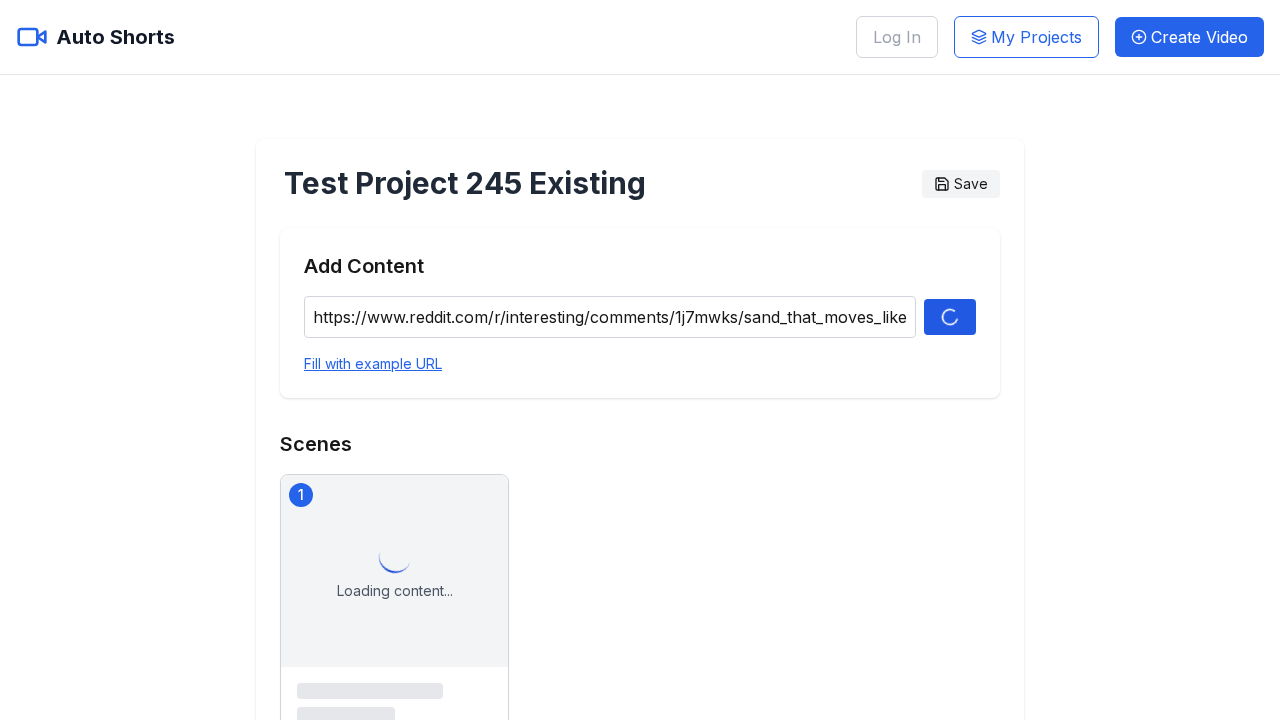 Auto Shorts
Log In
My Projects
Create Video
Test Project 245 Existing
Save
Add Content
https://www.reddit.com/r/interesting/comments/1j7mwks/sand_that_moves_like
Fill with example URL
Scenes
1
Loading content...